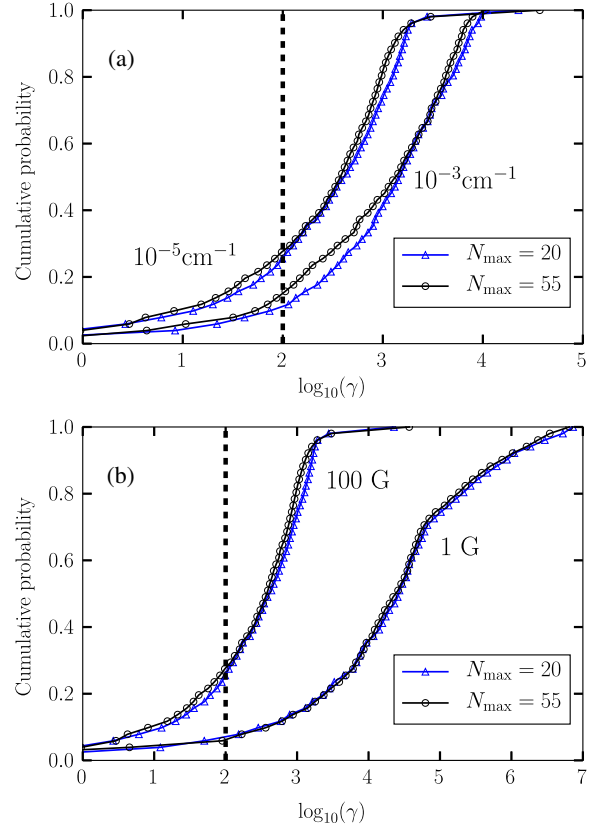 (a)
Cumulative probability
1.0
0.8
0.6
0.4
0.2
0.0
10⁻⁵cm⁻¹
10⁻³cm⁻¹
N_max = 20
N_max = 55
0 1 2 3 4 5
log₁₀(γ)
(b)
Cumulative probability
1.0
0.8
0.6
0.4
0.2
0.0
100 G
1 G
N_max = 20
N_max = 55
0 1 2 3 4 5 6 7
log₁₀(γ)